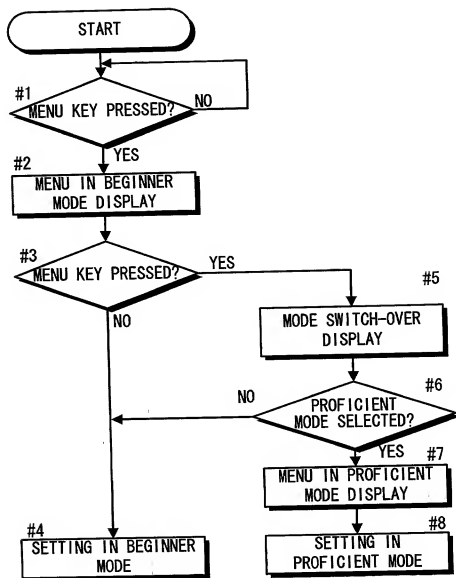 START
#1
MENU KEY PRESSED?
NO
YES
#2
MENU IN BEGINNER
MODE DISPLAY
#3
MENU KEY PRESSED?
YES
NO
#5
MODE SWITCH-OVER
DISPLAY
#6
NO
PROFICIENT
MODE SELECTED?
YES
#7
MENU IN PROFICIENT
MODE DISPLAY
#4
SETTING IN BEGINNER
MODE
#8
SETTING IN
PROFICIENT MODE